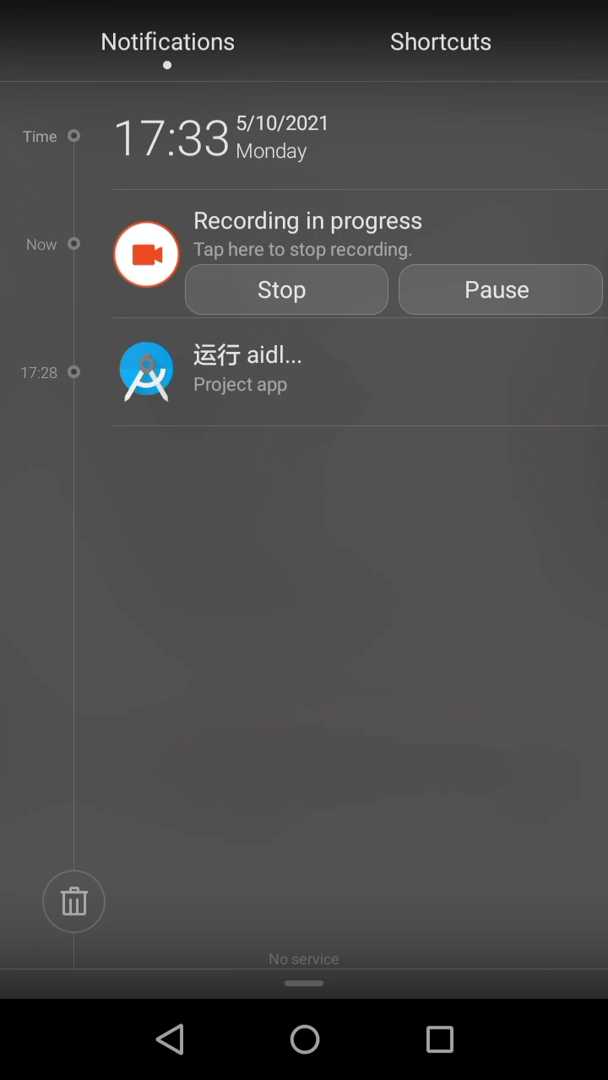 Notifications
Shortcuts
Time
17:33
5/10/2021
Monday
Now
Recording in progress
Tap here to stop recording.
Stop
Pause
17:28
运行 aidl...
Project app
No service